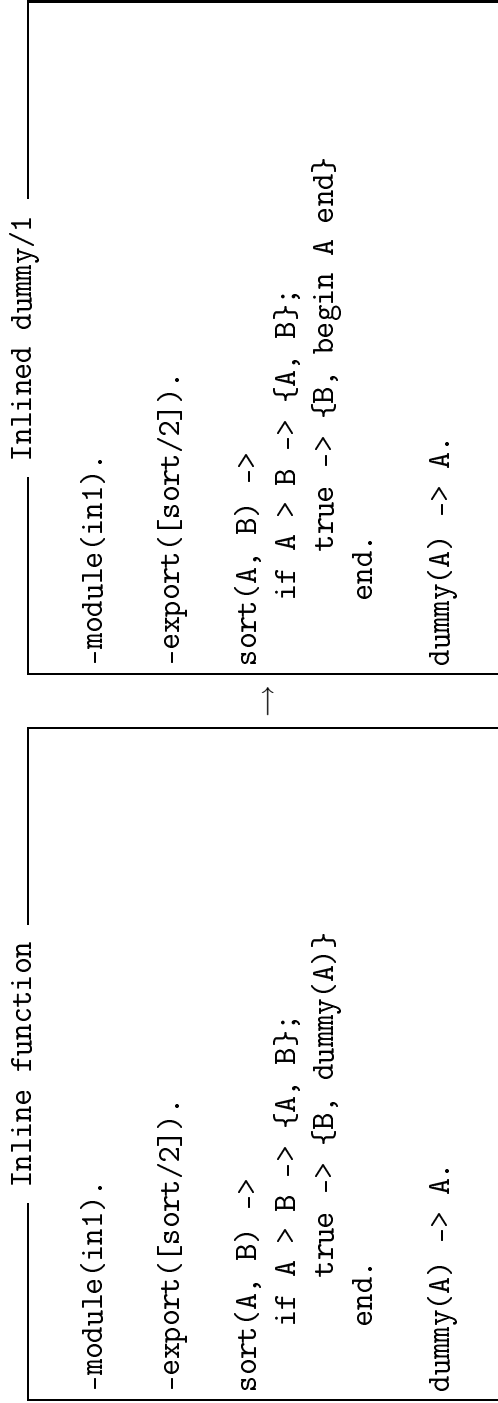 Inline function
-module(in1).
-export([sort/2]).
sort(A, B) ->
if A > B -> {A, B};
true -> {B, dummy(A)}
end.
dummy(A) -> A.
→
Inlined dummy/1
-module(in1).
-export([sort/2]).
sort(A, B) ->
if A > B -> {A, B};
true -> {B, begin A end}
end.
dummy(A) -> A.